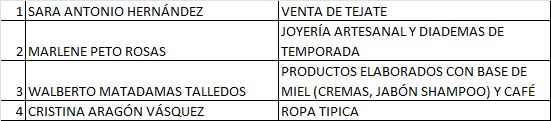 1 SARA ANTONIO HERNÁNDEZ VENTA DE TEJATE
2 MARLENE PETO ROSAS JOYERÍA ARTESANAL Y DIADEMAS DE
TEMPORADA
3 WALBERTO MATADAMAS TALLEDOS PRODUCTOS ELABORADOS CON BASE DE
MIEL (CREMAS, JABÓN SHAMPOO) Y CAFÉ
4 CRISTINA ARAGÓN VÁSQUEZ ROPA TIPICA